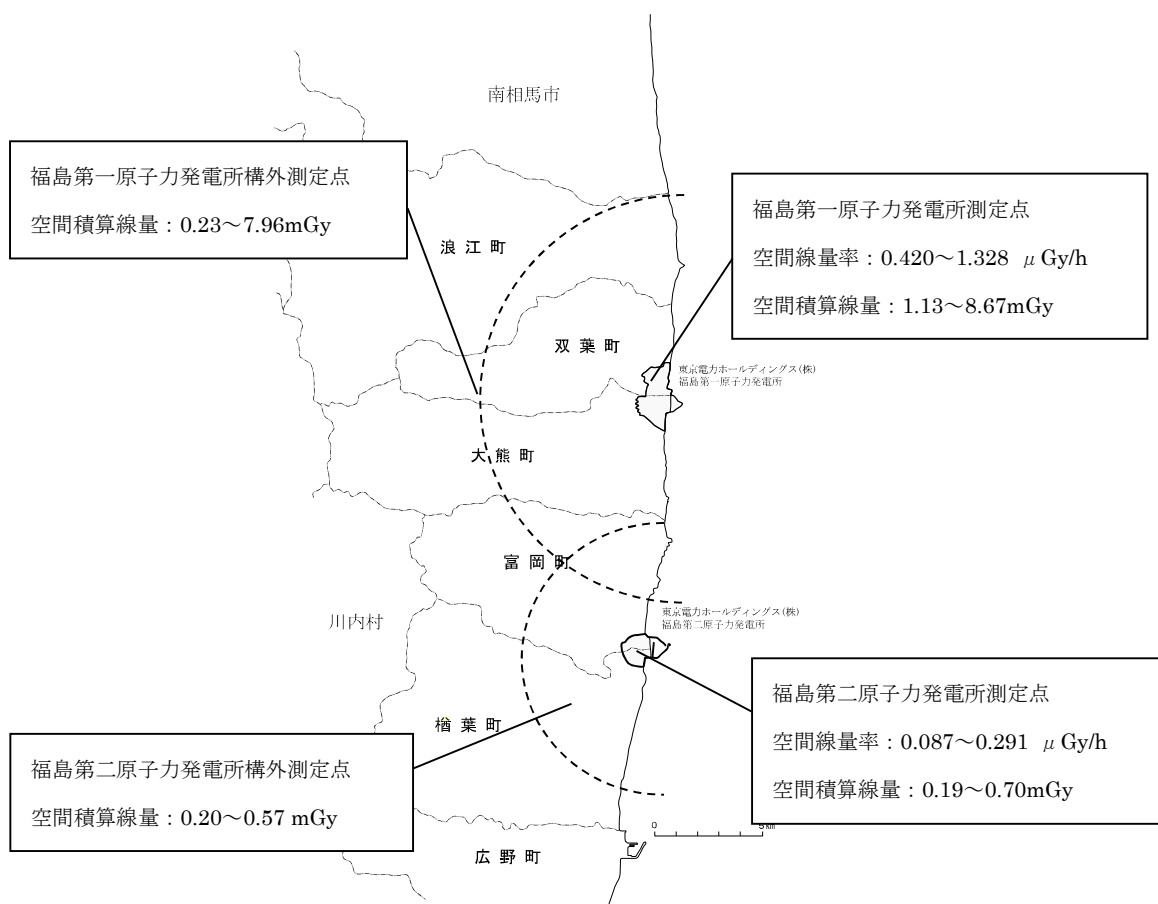 南相馬市
福島第一原子力発電所構外測定点
空間積算線量：0.23～7.96mGy
福島第一原子力発電所測定点
空間線量率：0.420～1.328 μ Gy/h
空間積算線量：1.13～8.67mGy
浪江町
双葉町
東京電力ホールディングス(株)
福島第一原子力発電所
大熊町
富岡町
川内村
東京電力ホールディングス(株)
福島第二原子力発電所
福島第二原子力発電所測定点
空間線量率：0.087～0.291 μ Gy/h
空間積算線量：0.19～0.70mGy
楢葉町
福島第二原子力発電所構外測定点
空間積算線量：0.20～0.57 mGy
0 5km
広野町